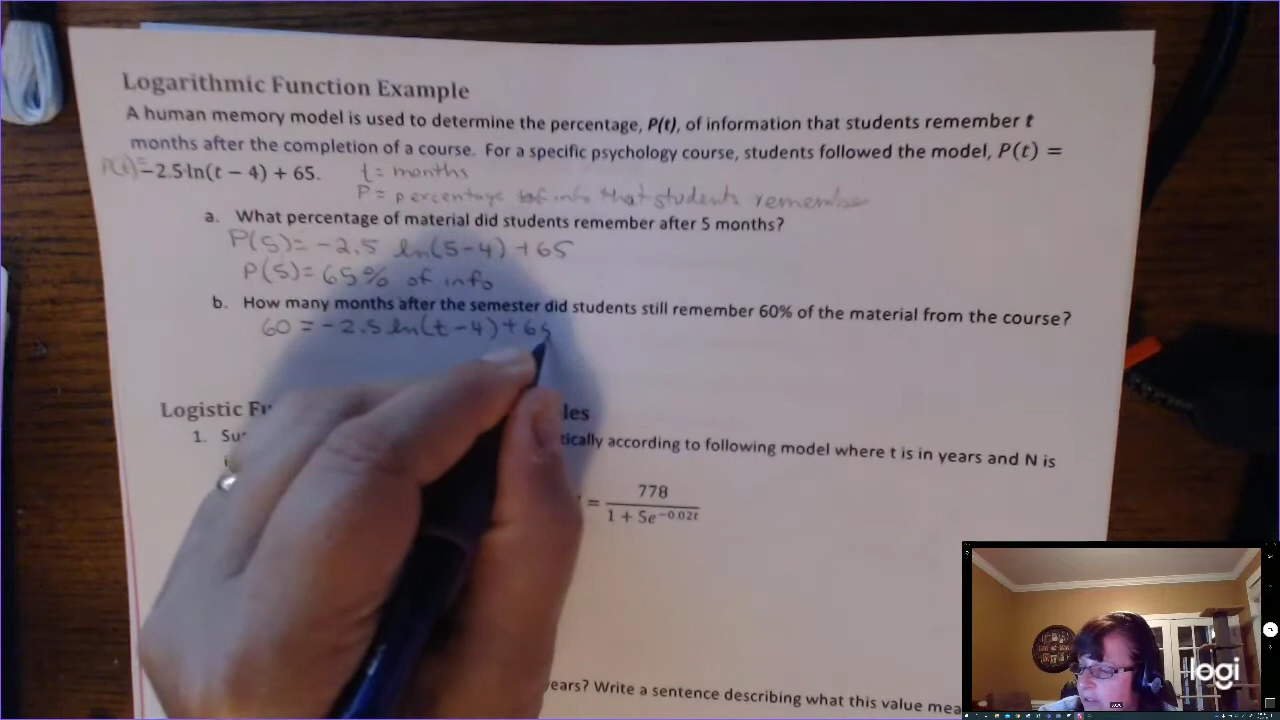 Logarithmic Function Example
A human memory model is used to determine the percentage, P(t), of information that students remember t
months after the completion of a course. For a specific psychology course, students followed the model, P(t) =
P(t)= −2.5 ln(t − 4) + 65. t = months
P = percentage of info that students remember
a. What percentage of material did students remember after 5 months?
P(5) = −2.5 ln(5−4) + 65
P(5) = 65% of info
b. How many months after the semester did students still remember 60% of the material from the course?
60 = −2.5 ln(t − 4) + 65
Logistic
1. according to following model where t is in years and N is
= 778 / 1 + 5e^−0.02t
years? Write a sentence describing what this value
logi